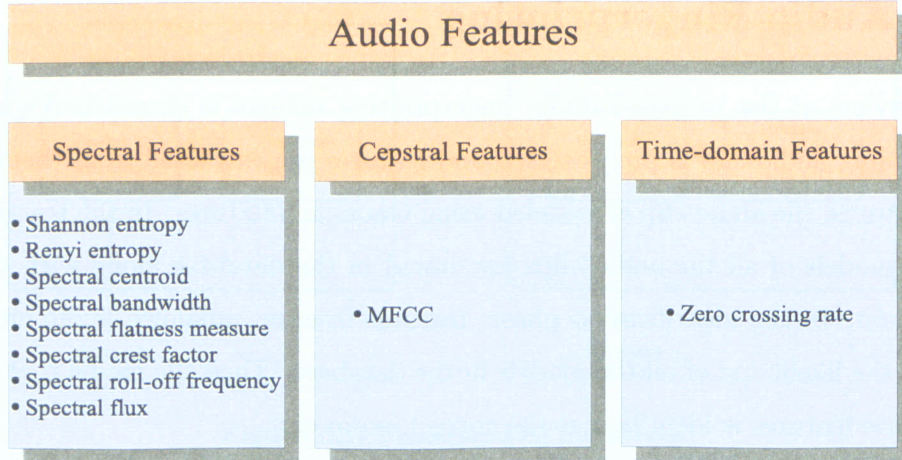 Audio Features
Spectral Features
• Shannon entropy
• Renyi entropy
• Spectral centroid
• Spectral bandwidth
• Spectral flatness measure
• Spectral crest factor
• Spectral roll-off frequency
• Spectral flux
Cepstral Features
• MFCC
Time-domain Features
• Zero crossing rate